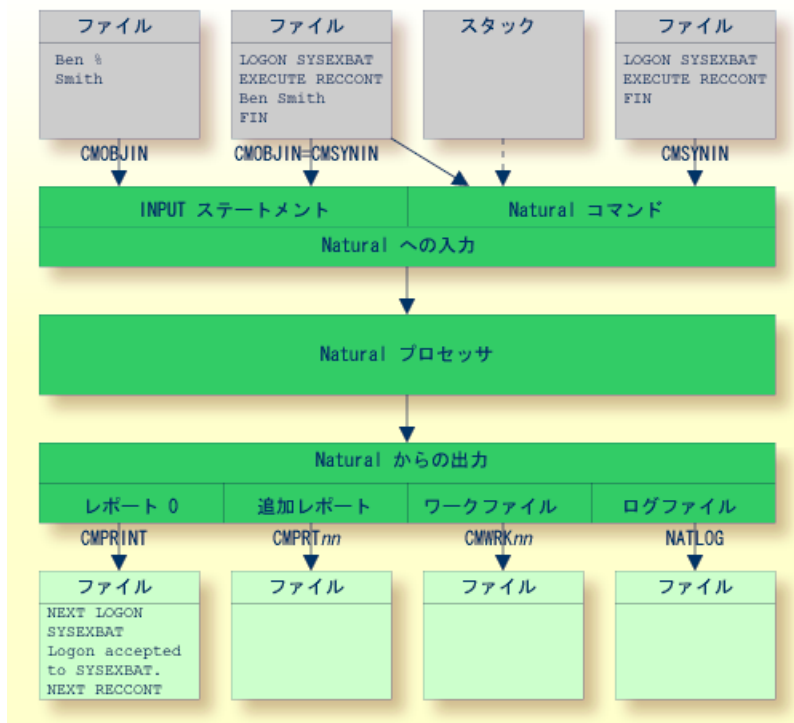 ファイル
Ben %
Smith
ファイル
LOGON SYSEXBAT
EXECUTE RECCONT
Ben Smith
FIN
スタック
ファイル
LOGON SYSEXBAT
EXECUTE RECCONT
FIN
CMOBJIN
CMOBJIN=CMSYNIN
CMSYNIN
INPUT ステートメント
Natural コマンド
Natural への入力
Natural プロセッサ
Natural からの出力
レポート 0
追加レポート
ワークファイル
ログファイル
CMPRINT
CMPRTnn
CMWRKnn
NATLOG
ファイル
NEXT LOGON
SYSEXBAT
Logon accepted
to SYSEXBAT.
NEXT RECCONT
ファイル
ファイル
ファイル